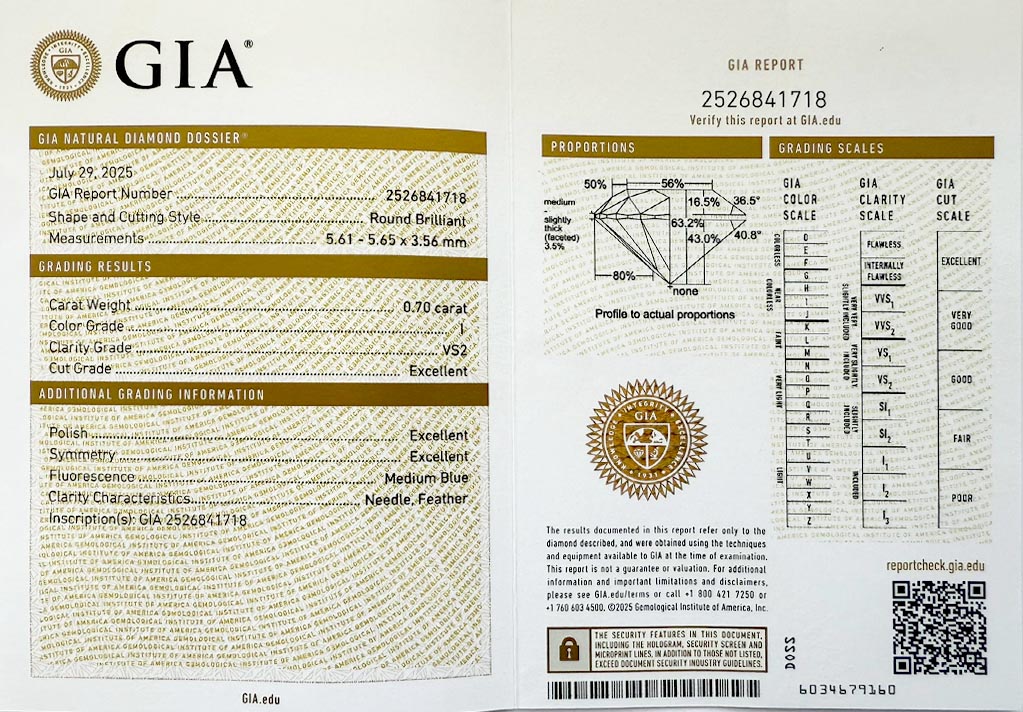 GIA®
GIA NATURAL DIAMOND DOSSIER®
July 29, 2025
GIA Report Number 2526841718
Shape and Cutting Style Round Brilliant
Measurements 5.61 - 5.65 x 3.56 mm
GRADING RESULTS
Carat Weight 0.70 carat
Color Grade I
Clarity Grade VS2
Cut Grade Excellent
ADDITIONAL GRADING INFORMATION
Polish Excellent
Symmetry Excellent
Fluorescence Medium Blue
Clarity Characteristics Needle, Feather
Inscription(s): GIA 2526841718
GIA.edu
GIA REPORT
2526841718
Verify this report at GIA.edu
PROPORTIONS
50%
56%
medium
-
slightly
thick
(faceted)
3.5%
16.5%
36.5°
63.2%
43.0%
40.8°
80%
none
Profile to actual proportions
GIA
INTEGRITY
1931
The results documented in this report refer only to the
diamond described, and were obtained using the techniques
and equipment available to GIA at the time of examination.
This report is not a guarantee or valuation. For additional
information and important limitations and disclaimers,
please see GIA.edu/terms or call +1 800 421 7250 or
+1 760 603 4500. ©2025 Gemological Institute of America, Inc.
THE SECURITY FEATURES IN THIS DOCUMENT,
INCLUDING THE HOLOGRAM, SECURITY SCREEN AND
MICROPRINT LINES, IN ADDITION TO THOSE NOT LISTED,
EXCEED DOCUMENT SECURITY INDUSTRY GUIDELINES.
GRADING SCALES
GIA
COLOR
SCALE
COLORLESS
D
E
F
NEAR
COLORLESS
G
H
I
J
FAINT
K
L
M
VERY LIGHT
N
O
P
Q
R
LIGHT
S
T
U
V
W
X
Y
Z
GIA
CLARITY
SCALE
FLAWLESS
INTERNALLY
FLAWLESS
VERY VERY
SLIGHTLY INCLUDED
VVS1
VVS2
VERY SLIGHTLY
INCLUDED
VS1
VS2
SLIGHTLY
INCLUDED
SI1
SI2
INCLUDED
I1
I2
I3
GIA
CUT
SCALE
EXCELLENT
VERY
GOOD
GOOD
FAIR
POOR
reportcheck.gia.edu
DO22
6034679160